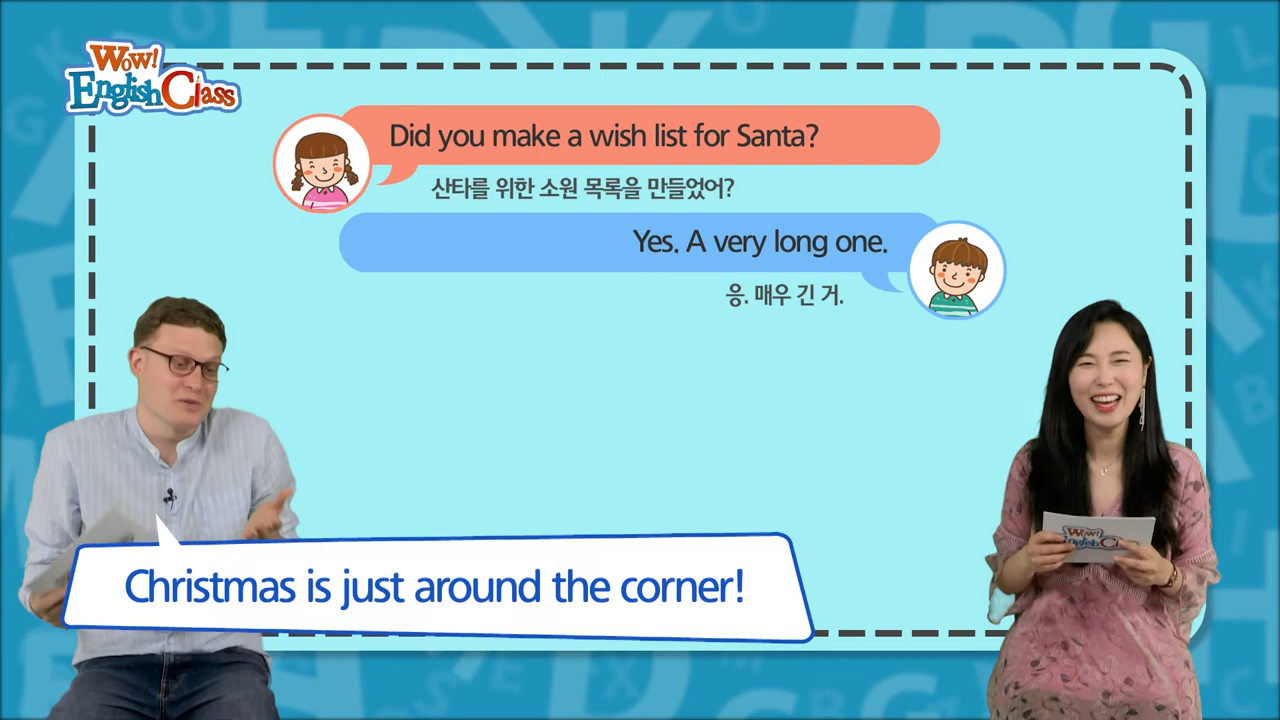 Wow!
English Class
Did you make a wish list for Santa?
산타를 위한 소원 목록을 만들었어?
Yes. A very long one.
응. 매우 긴 거.
Christmas is just around the corner!
Wow!